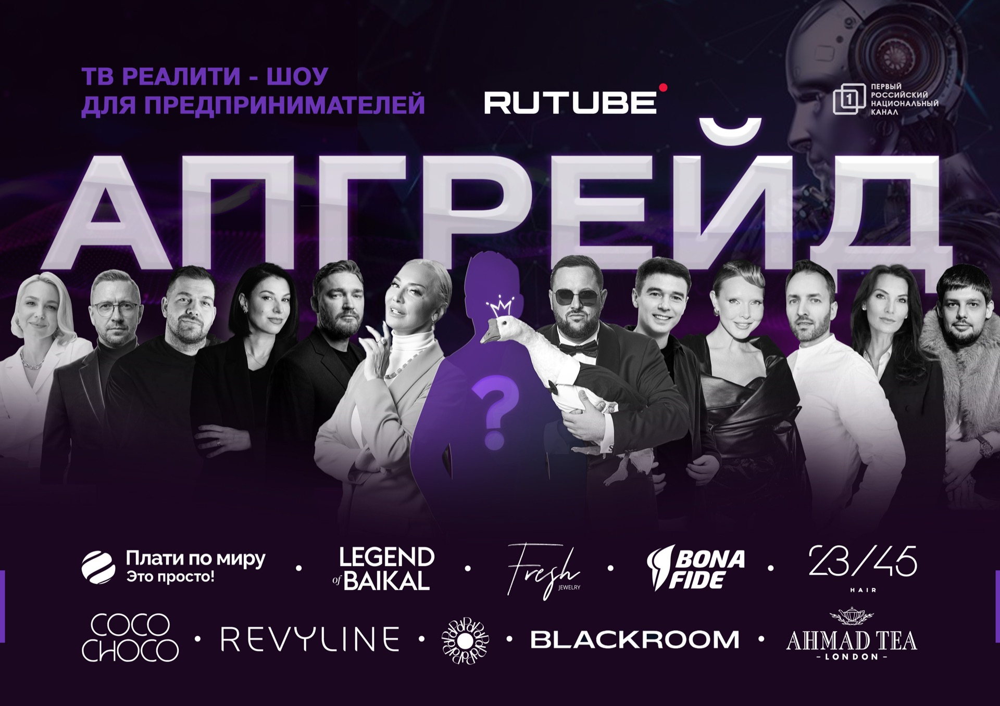 ТВ РЕАЛИТИ - ШОУ
ДЛЯ ПРЕДПРИНИМАТЕЛЕЙ
RUTUBE
1
ПЕРВЫЙ
РОССИЙСКИЙ
НАЦИОНАЛЬНЫЙ
КАНАЛ
АПГРЕЙД
?
Плати по миру
Это просто!
LEGEND
of BAIKAL
Fresh
JEWELRY
BONA
FIDE
23/45
HAIR
COCO
CHOCO
REVYLINE
BLACKROOM
AHMAD TEA
- LONDON -